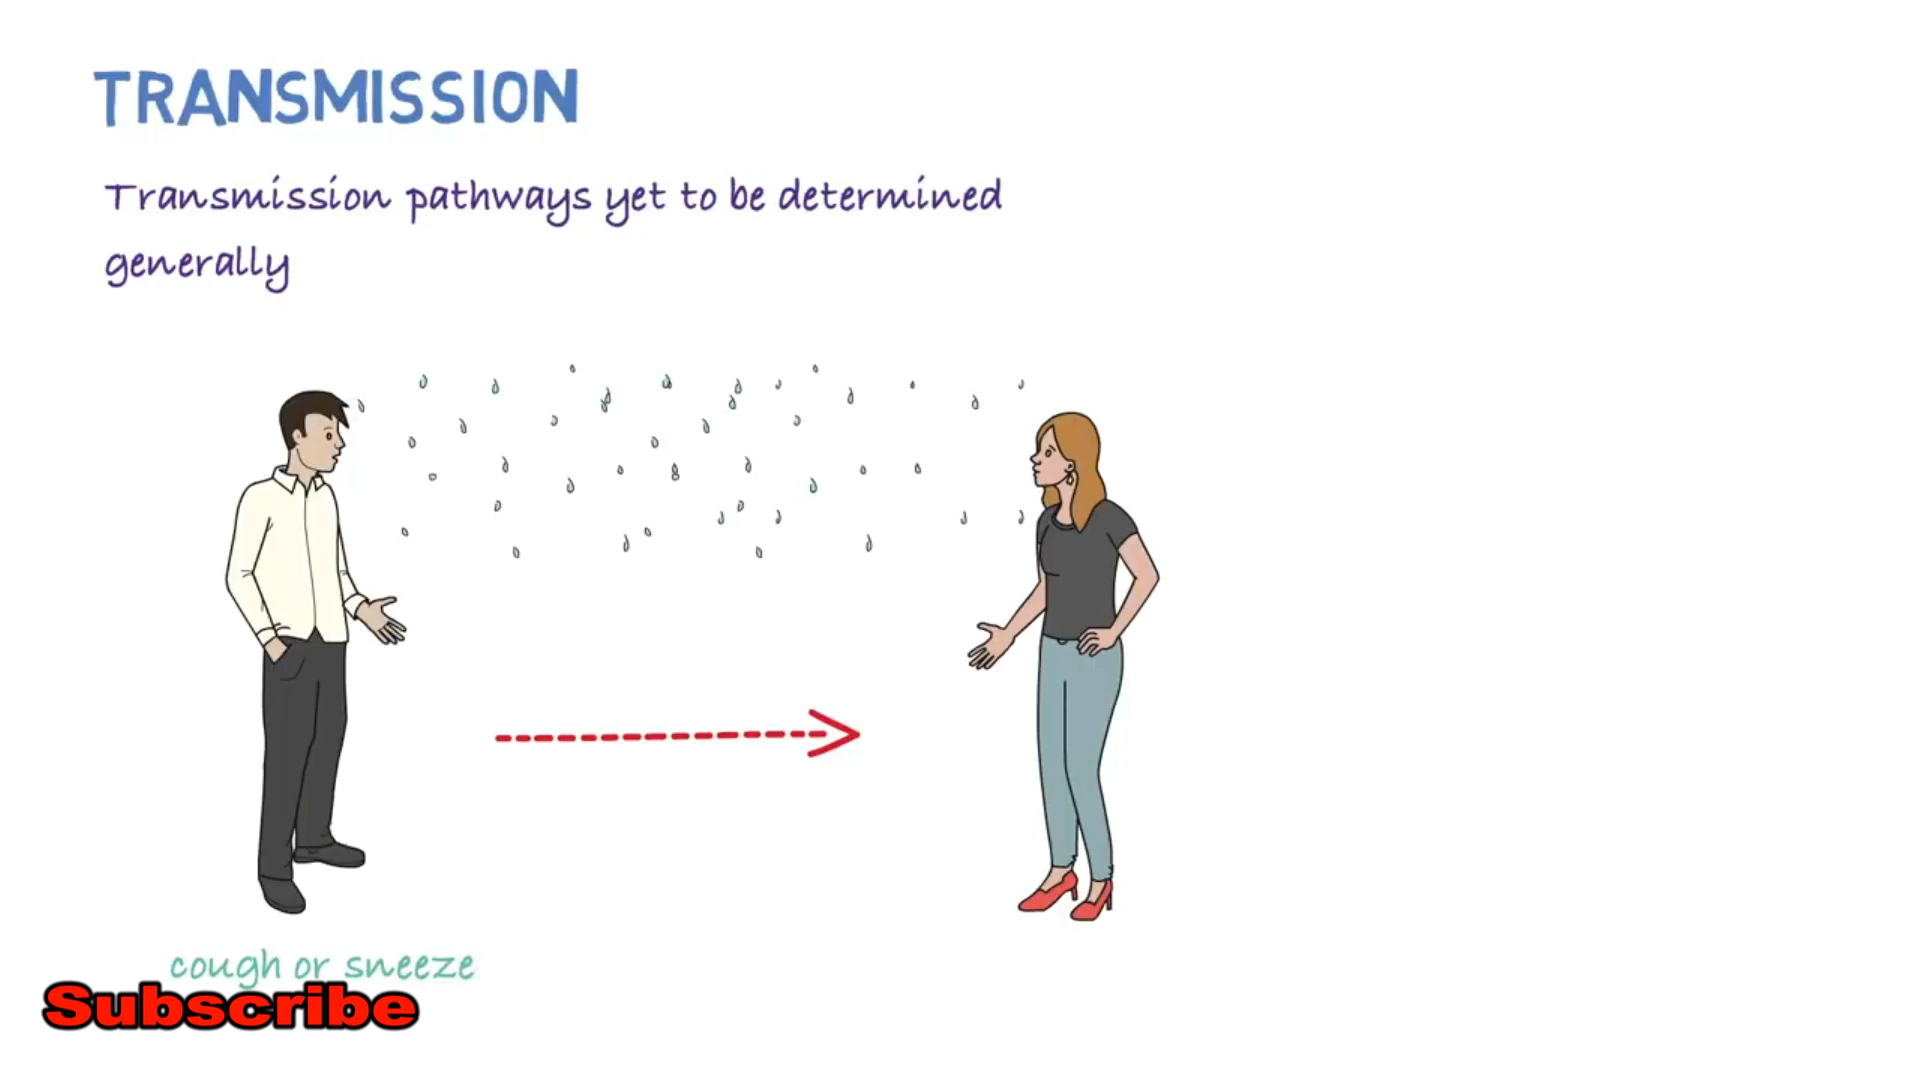 TRANSMISSION
Transmission pathways yet to be determined
generally
cough or sneeze
Subscribe